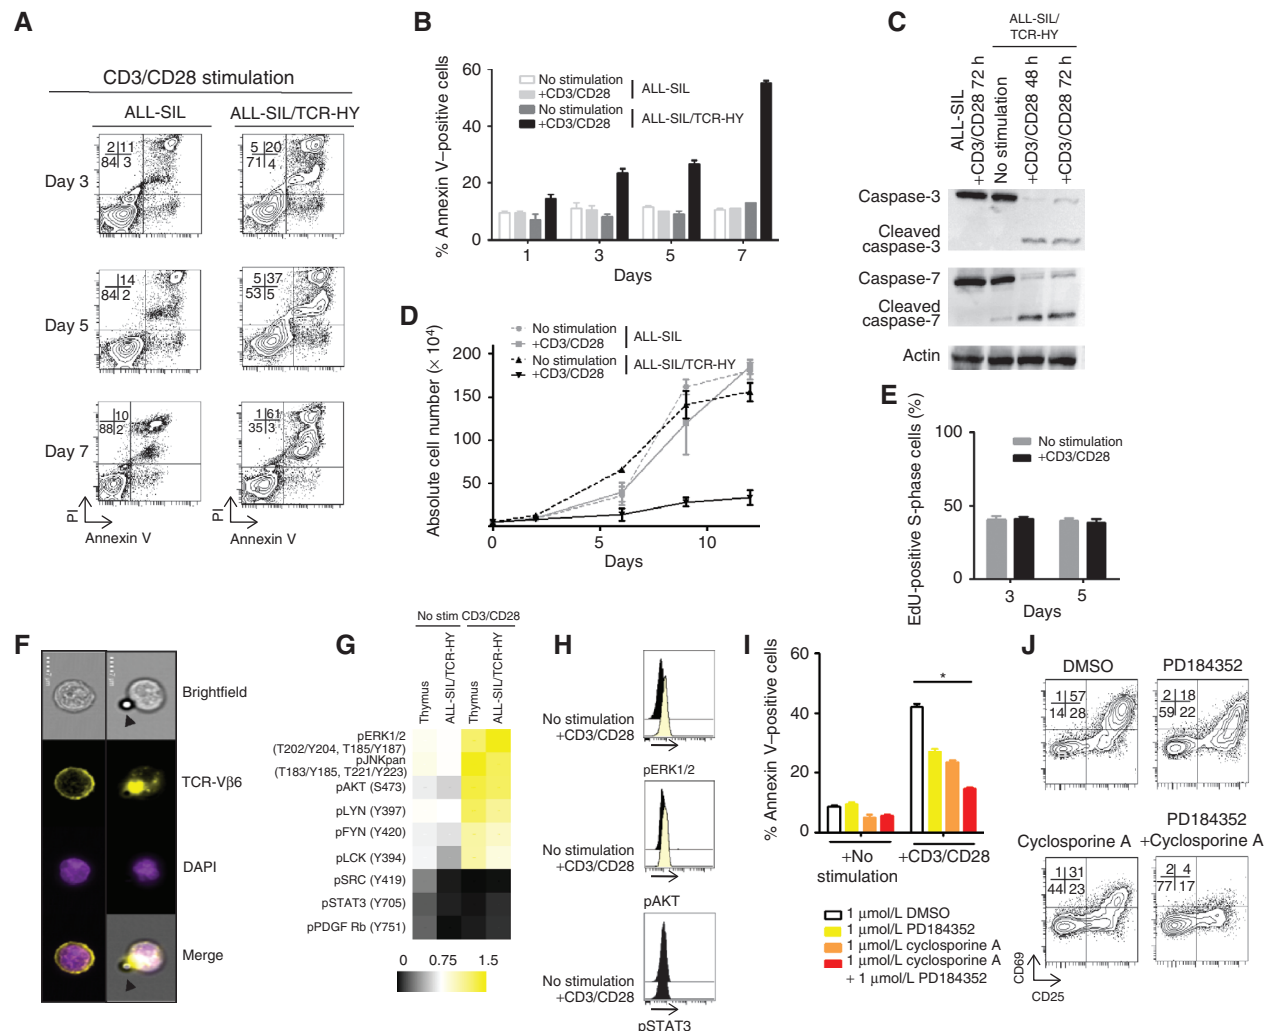 A
CD3/CD28 stimulation
ALL-SIL
ALL-SIL/TCR-HY
Day 3
2 11
84 3
5 20
71 4
Day 5
14
84 2
5 37
53 5
Day 7
10
88 2
1 61
35 3
PI
Annexin V
PI
Annexin V
B
% Annexin V–positive cells
60
40
20
0
No stimulation
+CD3/CD28
ALL-SIL
No stimulation
+CD3/CD28
ALL-SIL/TCR-HY
1 3 5 7
Days
C
ALL-SIL/
TCR-HY
ALL-SIL
+CD3/CD28 72 h
No stimulation
+CD3/CD28 48 h
+CD3/CD28 72 h
Caspase-3
Cleaved
caspase-3
Caspase-7
Cleaved
caspase-7
Actin
D
Absolute cell number (× 10⁴)
200
150
100
50
No stimulation
+CD3/CD28
ALL-SIL
No stimulation
+CD3/CD28
ALL-SIL/TCR-HY
0 5 10
Days
E
EdU-positive S-phase cells (%)
100
50
0
No stimulation
+CD3/CD28
3 5
Days
F
Brightfield
TCR-Vβ6
DAPI
Merge
G
No stim CD3/CD28
Thymus
ALL-SIL/TCR-HY
Thymus
ALL-SIL/TCR-HY
pERK1/2
(T202/Y204, T185/Y187)
pJNKpan
(T183/Y185, T221/Y223)
pAKT (S473)
pLYN (Y397)
pFYN (Y420)
pLCK (Y394)
pSRC (Y419)
pSTAT3 (Y705)
pPDGF Rb (Y751)
0 0.75 1.5
H
No stimulation
+CD3/CD28
pERK1/2
No stimulation
+CD3/CD28
pAKT
No stimulation
+CD3/CD28
pSTAT3
I
% Annexin V–positive cells
60
40
20
0
*
+No
stimulation
+CD3/CD28
1 μmol/L DMSO
1 μmol/L PD184352
1 μmol/L cyclosporine A
1 μmol/L cyclosporine A
+ 1 μmol/L PD184352
J
DMSO
PD184352
1 57
14 28
2 18
59 22
Cyclosporine A
PD184352
+Cyclosporine A
1 31
44 23
2 4
77 17
CD69
CD25